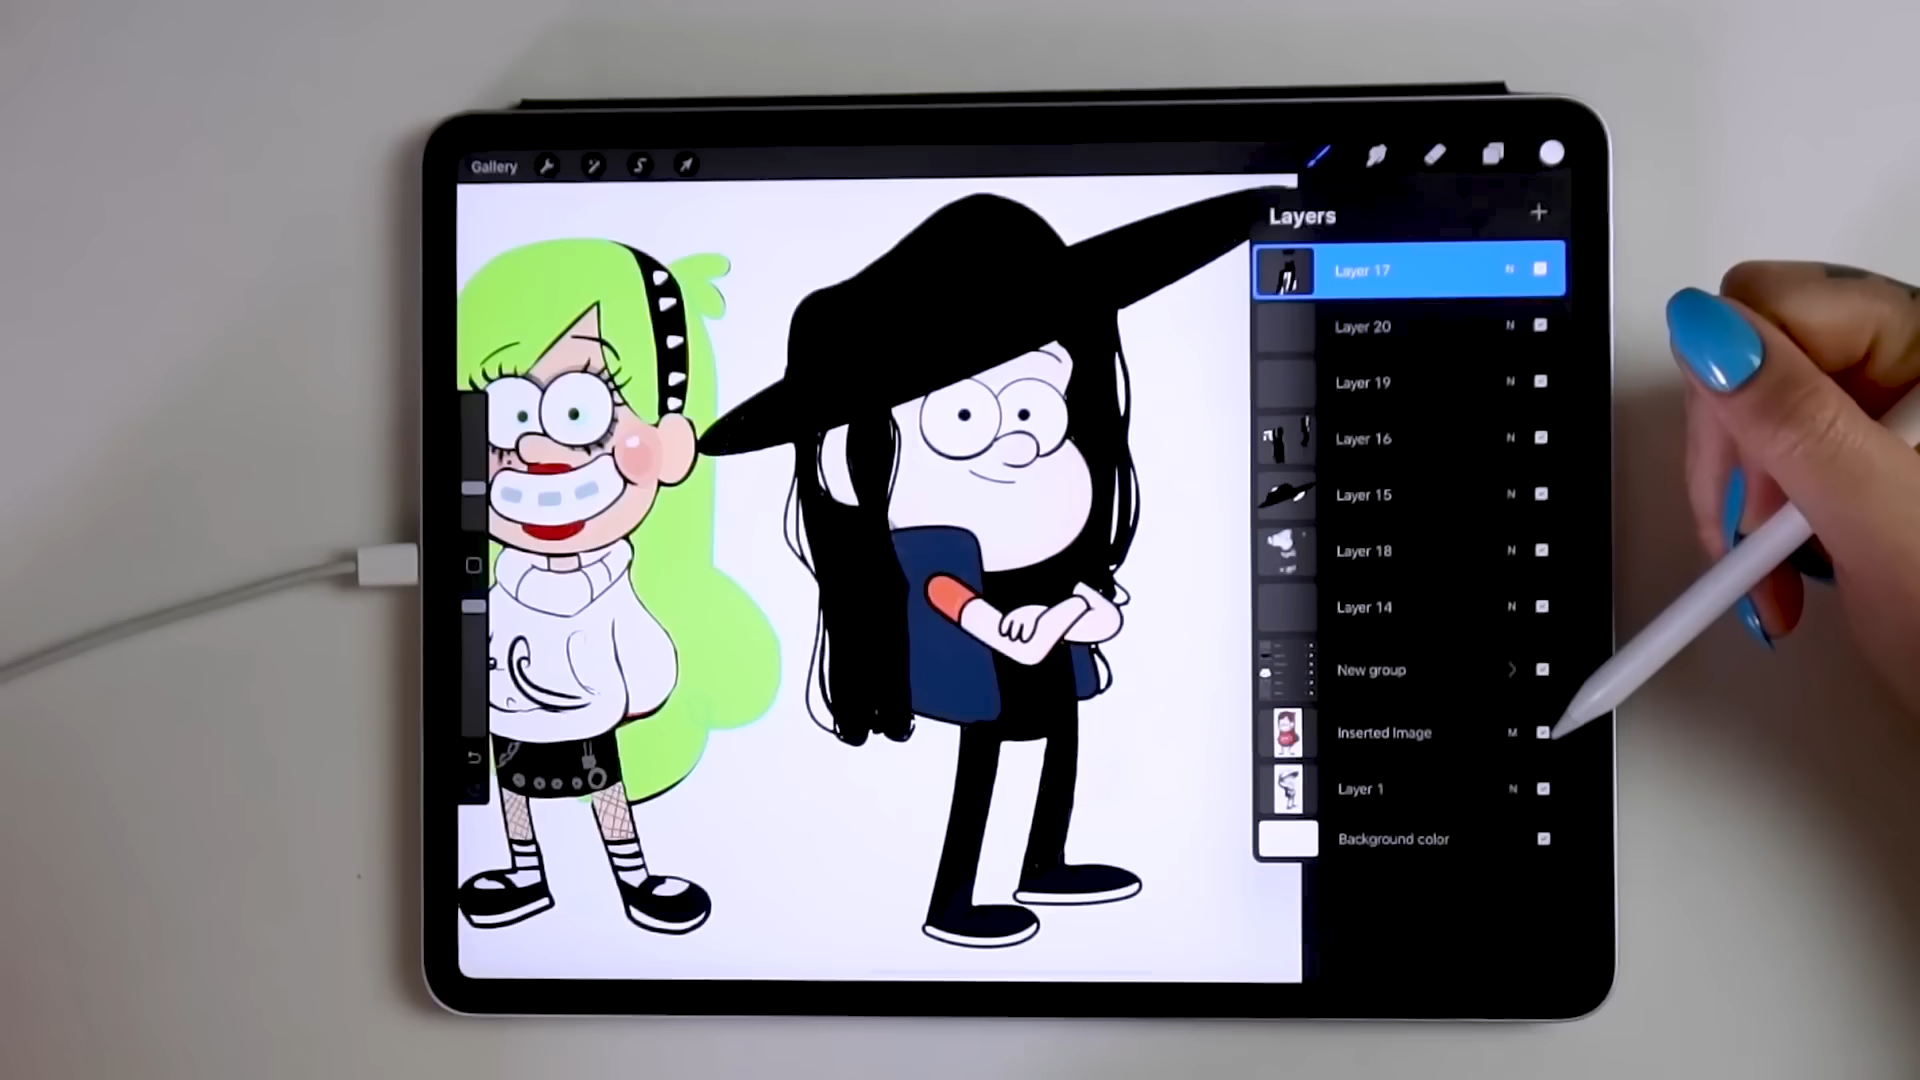 Gallery
Layers
Layer 17 N
Layer 20 N
Layer 19 N
Layer 16 N
Layer 15 N
Layer 18 N
Layer 14 N
New group
Inserted Image M
Layer 1 N
Background color